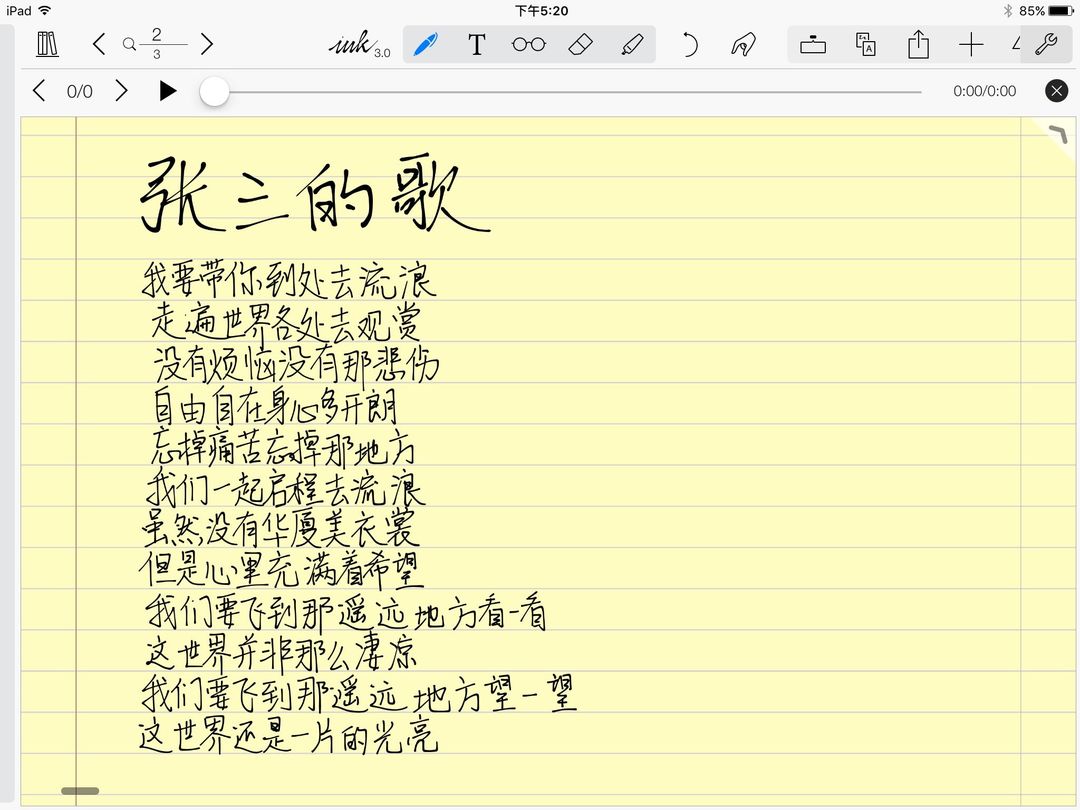 iPad 下午5:20 85%
2
3
ink 3.0 T A
0/0 0:00/0:00
张三的歌
我要带你到处去流浪
走遍世界各处去观赏
没有烦恼没有那悲伤
自由自在身心多开朗
忘掉痛苦忘掉那地方
我们一起启程去流浪
虽然没有华厦美衣裳
但是心里充满着希望
我们要飞到那遥远地方看一看
这世界并非那么凄凉
我们要飞到那遥远地方望一望
这世界还是一片的光亮